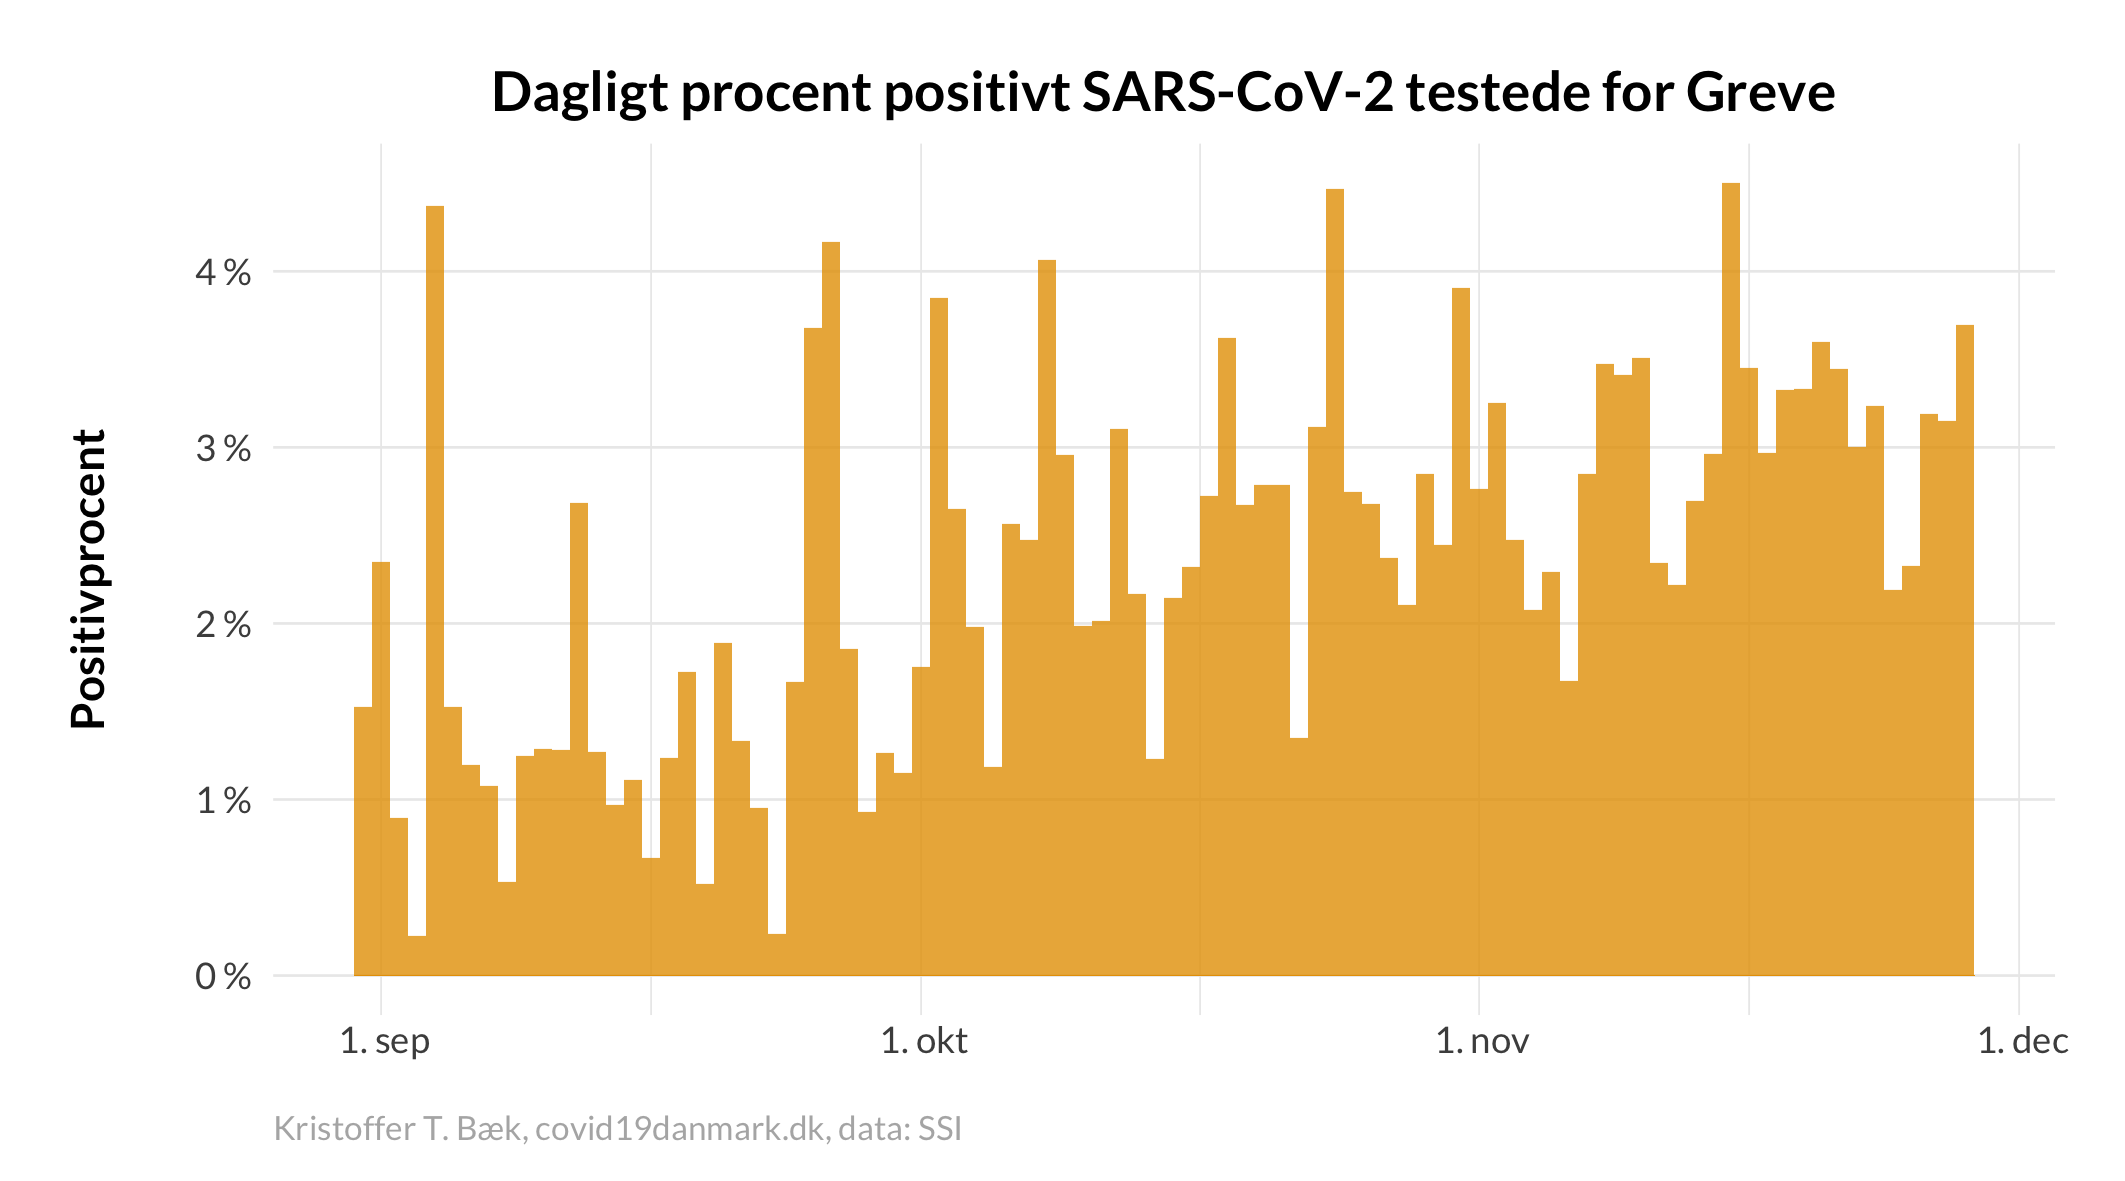 Dagligt procent positivt SARS-CoV-2 testede for Greve
Positivprocent
4 %
3 %
2 %
1 %
0 %
1. sep
1. okt
1. nov
1. dec
Kristoffer T. Bæk, covid19danmark.dk, data: SSI